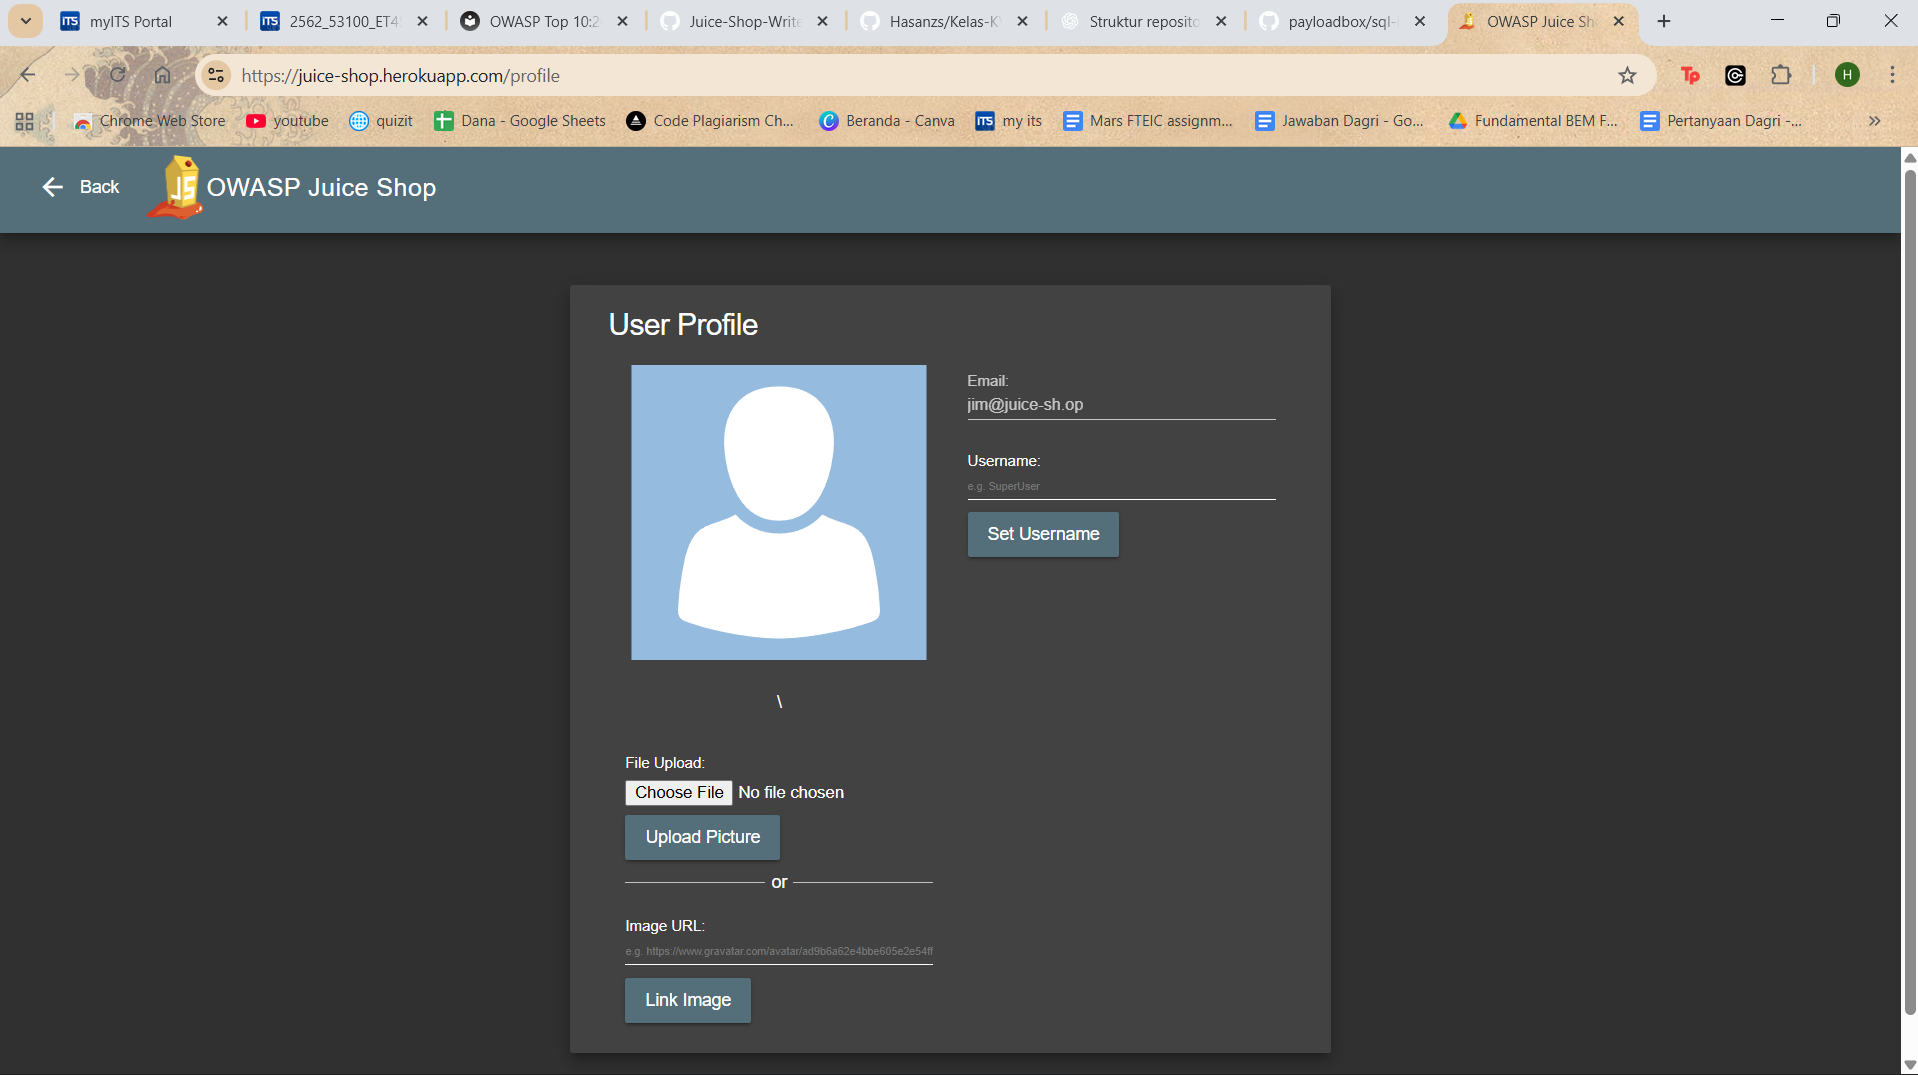 myITS Portal
2562_53100_ET4
OWASP Top 10:2
Juice-Shop-Write
Hasanzs/Kelas-K
Struktur reposito
payloadbox/sql-
OWASP Juice Sh
https://juice-shop.herokuapp.com/profile
Tp
H
Chrome Web Store
youtube
quizit
Dana - Google Sheets
Code Plagiarism Ch...
Beranda - Canva
my its
Mars FTEIC assignm...
Jawaban Dagri - Go...
Fundamental BEM F...
Pertanyaan Dagri -...
Back
JS
OWASP Juice Shop
User Profile
Email:
jim@juice-sh.op
Username:
e.g. SuperUser
Set Username
\
File Upload:
Choose File No file chosen
Upload Picture
or
Image URL:
e.g. https://www.gravatar.com/avatar/ad9b6a62e4bbe605e2e54ff
Link Image